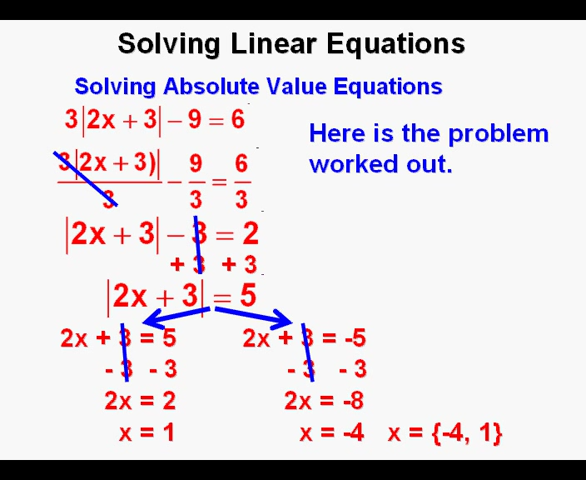 Solving Linear Equations
Solving Absolute Value Equations
3|2x + 3| − 9 = 6
Here is the problem
worked out.
3|2x + 3)| / 3 − 9/3 = 6/3
|2x + 3| − 3 = 2
+ 3 + 3
|2x + 3| = 5
2x + 3 = 5 2x + 3 = -5
- 3 - 3 - 3 - 3
2x = 2 2x = -8
x = 1 x = -4 x = {-4, 1}